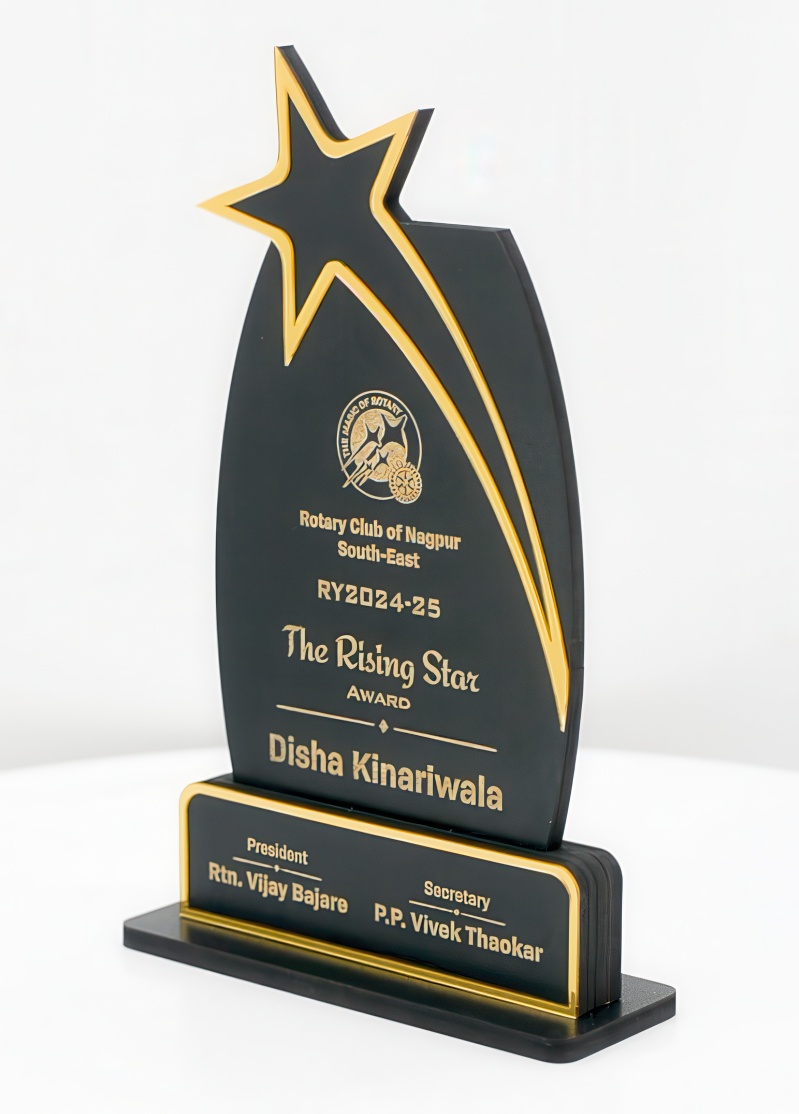 THE MAGIC OF ROTARY
Rotary Club of Nagpur
South-East
RY2024-25
The Rising Star
AWARD
Disha Kinariwala
President
Rtn. Vijay Bajare
Secretary
P.P. Vivek Thaokar